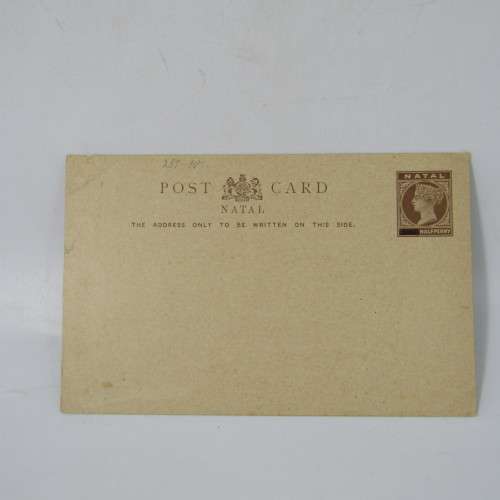 POST CARD
NATAL
THE ADDRESS ONLY TO BE WRITTEN ON THIS SIDE.
NATAL
HALFPENNY